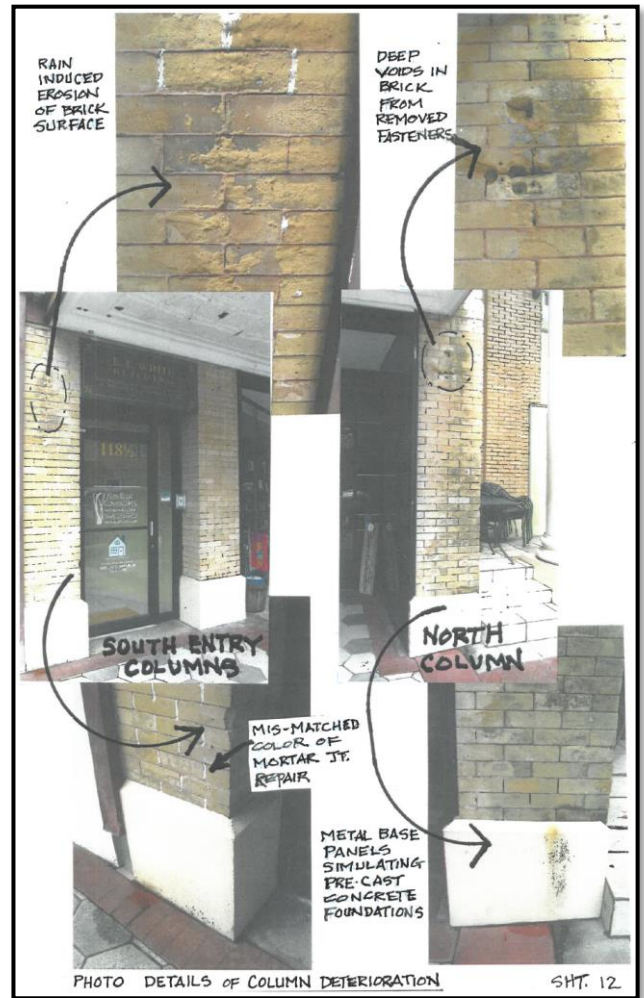 RAIN
INDUCED
EROSION
OF BRICK
SURFACE
DEEP
VOIDS IN
BRICK
FROM
REMOVED
FASTENERS
118½
SOUTH ENTRY
COLUMNS
NORTH
COLUMN
MIS-MATCHED
COLOR OF
MORTAR JT.
REPAIR
METAL BASE
PANELS
SIMULATING
PRE-CAST
CONCRETE
FOUNDATIONS
PHOTO DETAILS OF COLUMN DETERIORATION
SHT. 12